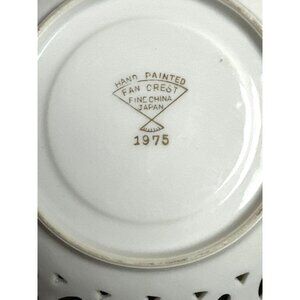 HAND PAINTED
FAN CREST
FINE CHINA
JAPAN
1975